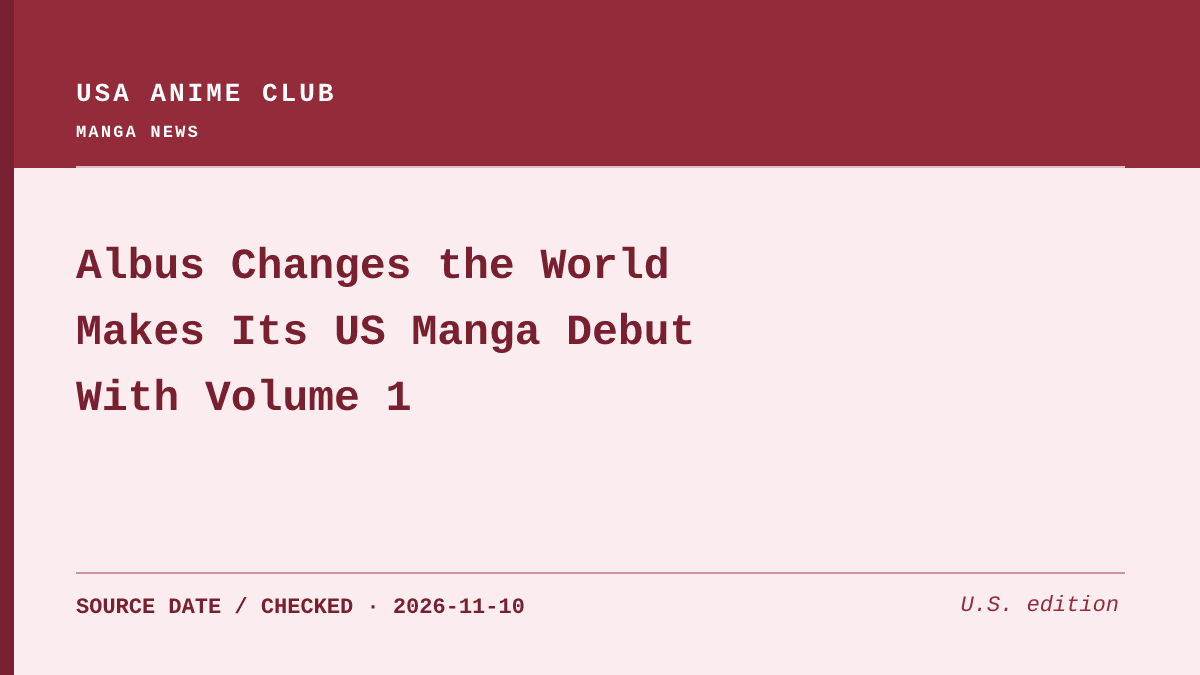 USA ANIME CLUB
MANGA NEWS
Albus Changes the World
Makes Its US Manga Debut
With Volume 1
SOURCE DATE / CHECKED · 2026-11-10
U.S. edition